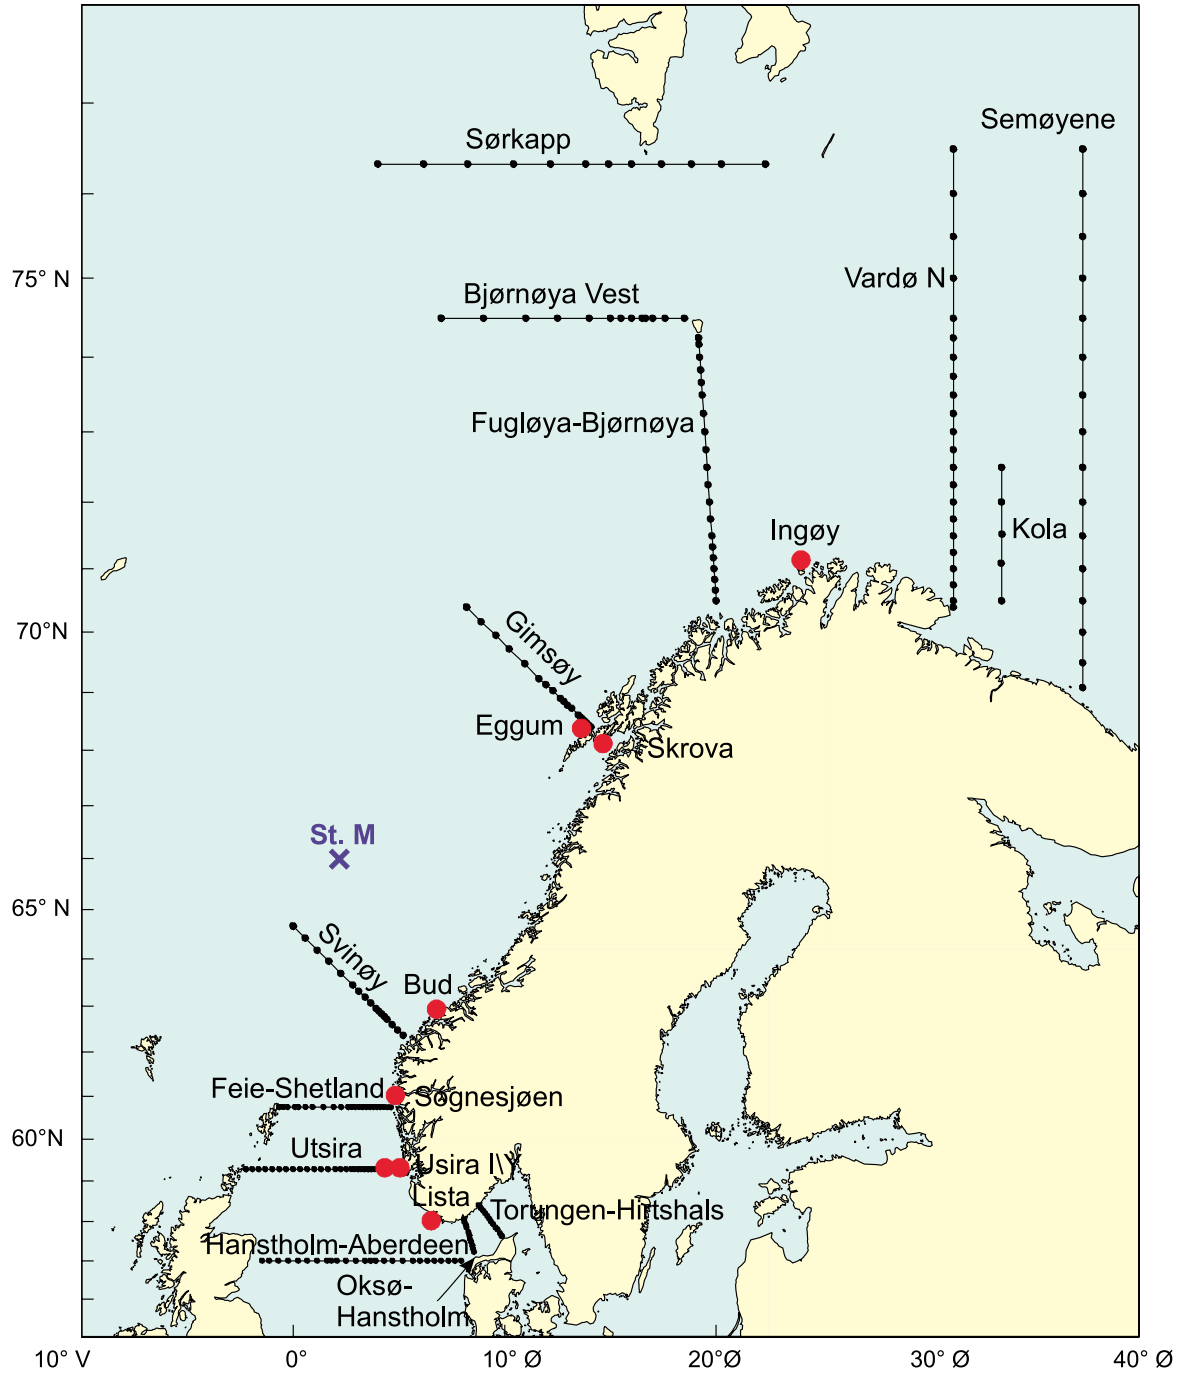 Semøyene
Sørkapp
75° N
Vardø N
Bjørnøya Vest
Fugløya-Bjørnøya
Ingøy
Kola
70°N
Gimsøy
Eggum
Skrova
St. M
65° N
Svinøy
Bud
Feie-Shetland
Sognesjøen
60°N
Utsira
Usira I\Y
Lista
Torungen-Hirtshals
Hanstholm-Aberdeen
Oksø-
Hanstholm
10° V 0° 10° Ø 20°Ø 30° Ø 40° Ø